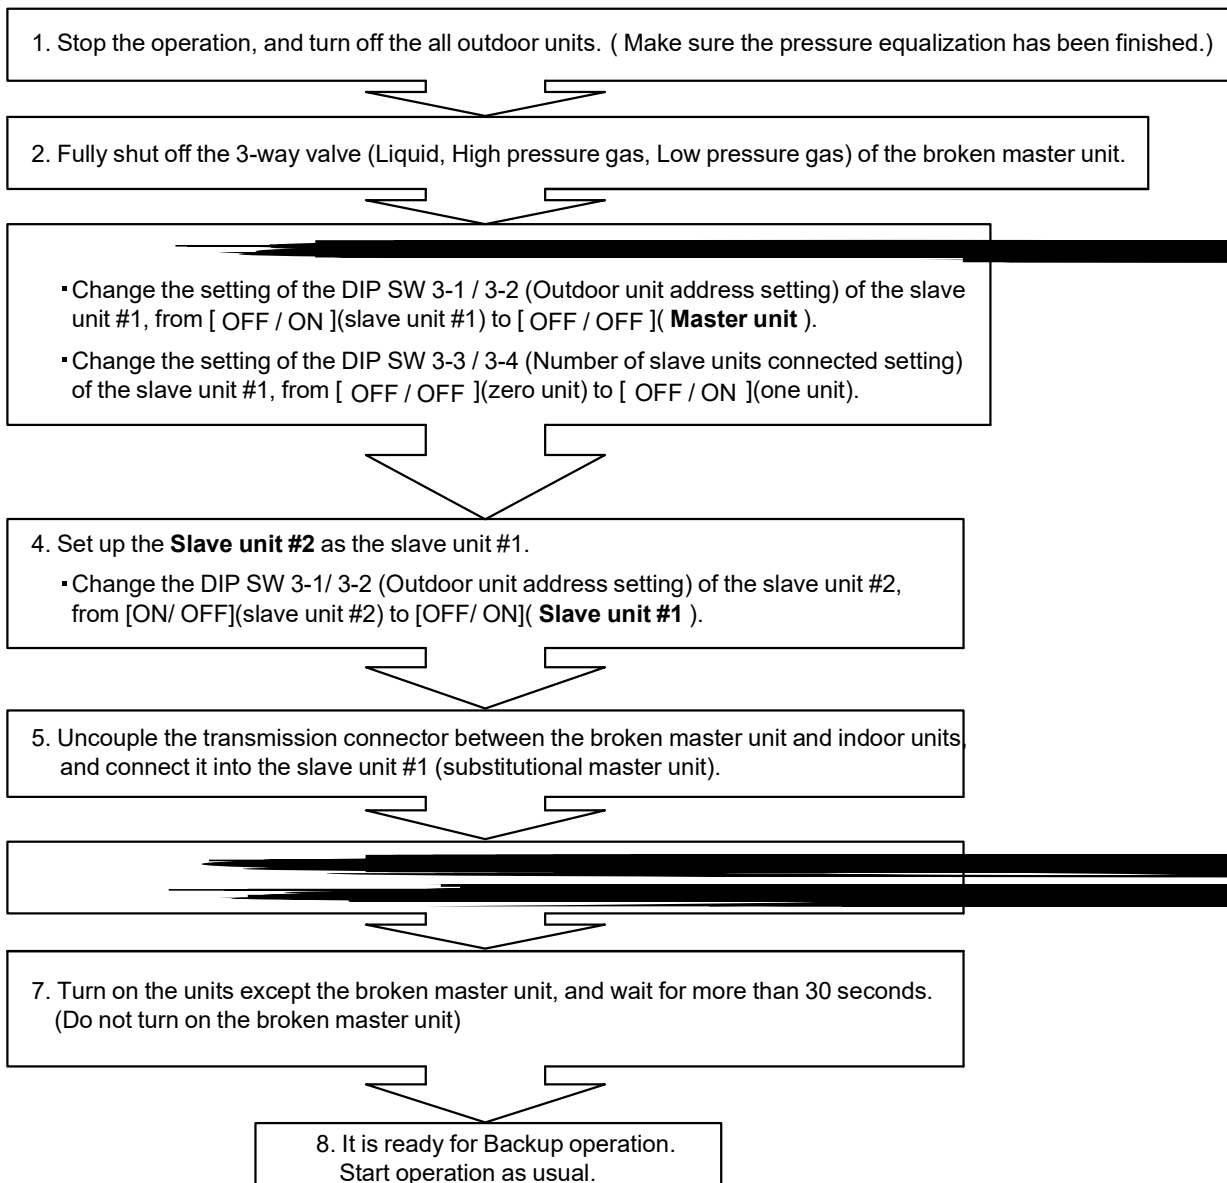 1. Stop the operation, and turn off the all outdoor units. ( Make sure the pressure equalization has been finished.)
2. Fully shut off the 3-way valve (Liquid, High pressure gas, Low pressure gas) of the broken master unit.
▪Change the setting of the DIP SW 3-1 / 3-2 (Outdoor unit address setting) of the slave
unit #1, from [ OFF / ON ](slave unit #1) to [ OFF / OFF ]( Master unit ).
▪Change the setting of the DIP SW 3-3 / 3-4 (Number of slave units connected setting)
of the slave unit #1, from [ OFF / OFF ](zero unit) to [ OFF / ON ](one unit).
4. Set up the Slave unit #2 as the slave unit #1.
▪Change the DIP SW 3-1/ 3-2 (Outdoor unit address setting) of the slave unit #2,
from [ON/ OFF](slave unit #2) to [OFF/ ON]( Slave unit #1 ).
5. Uncouple the transmission connector between the broken master unit and indoor units,
and connect it into the slave unit #1 (substitutional master unit).
7. Turn on the units except the broken master unit, and wait for more than 30 seconds.
(Do not turn on the broken master unit)
8. It is ready for Backup operation.
Start operation as usual.